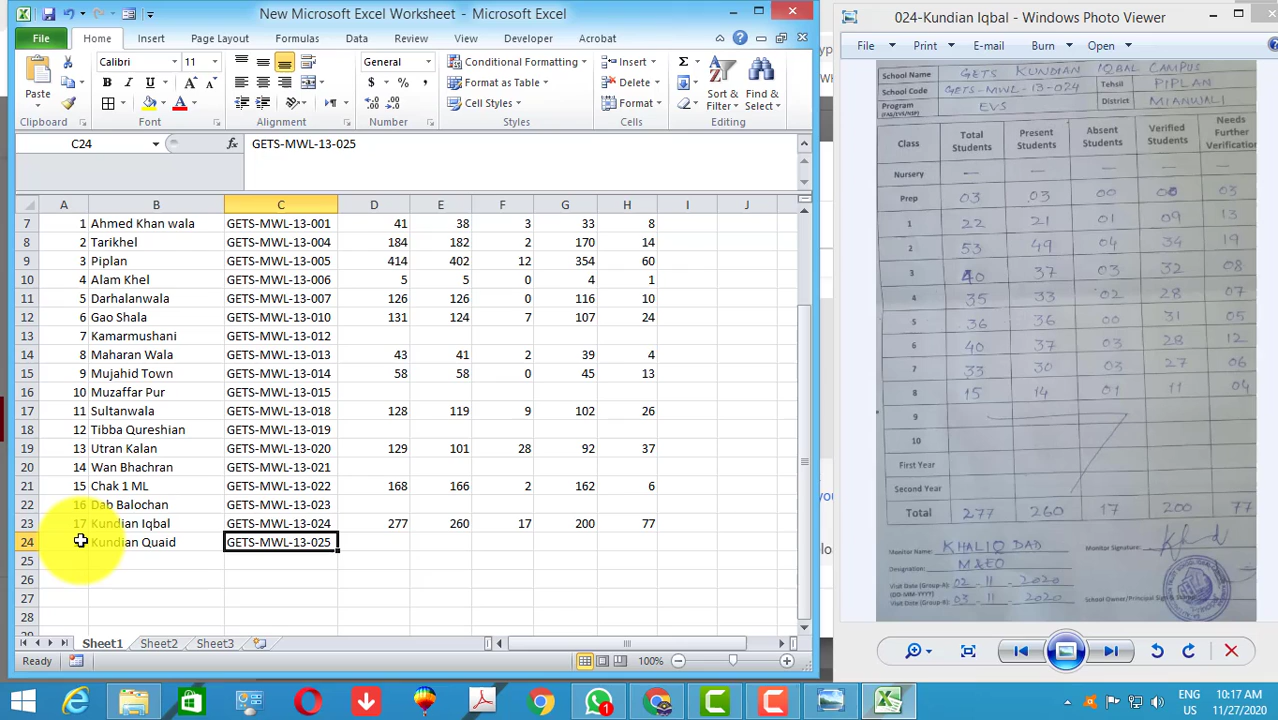 New Microsoft Excel Worksheet - Microsoft Excel
File Home Insert Page Layout Formulas Data Review View Developer Acrobat
Paste
Clipboard
Calibri 11
B I U A A
Font
Alignment
General
$ % ,
Number
Conditional Formatting
Format as Table
Cell Styles
Styles
Insert
Delete
Format
Cells
Sort & Filter
Find & Select
Editing
C24 fx GETS-MWL-13-025
A B C D E F G H I J
7 1 Ahmed Khan wala GETS-MWL-13-001 41 38 3 33 8
8 2 Tarikhel GETS-MWL-13-004 184 182 2 170 14
9 3 Piplan GETS-MWL-13-005 414 402 12 354 60
10 4 Alam Khel GETS-MWL-13-006 5 5 0 4 1
11 5 Darhalanwala GETS-MWL-13-007 126 126 0 116 10
12 6 Gao Shala GETS-MWL-13-010 131 124 7 107 24
13 7 Kamarmushani GETS-MWL-13-012
14 8 Maharan Wala GETS-MWL-13-013 43 41 2 39 4
15 9 Mujahid Town GETS-MWL-13-014 58 58 0 45 13
16 10 Muzaffar Pur GETS-MWL-13-015
17 11 Sultanwala GETS-MWL-13-018 128 119 9 102 26
18 12 Tibba Qureshian GETS-MWL-13-019
19 13 Utran Kalan GETS-MWL-13-020 129 101 28 92 37
20 14 Wan Bhachran GETS-MWL-13-021
21 15 Chak 1 ML GETS-MWL-13-022 168 166 2 162 6
22 16 Dab Balochan GETS-MWL-13-023
23 17 Kundian Iqbal GETS-MWL-13-024 277 260 17 200 77
24 Kundian Quaid GETS-MWL-13-025
25
26
27
28
Sheet1 Sheet2 Sheet3
Ready 100%
024-Kundian Iqbal - Windows Photo Viewer
File Print E-mail Burn Open
School Name GETS KUNDIAN IQBAL CAMPUS
School Code GETS-MWL-13-024 Tehsil PIPLAN
Program EVS District MIANWALI
Class Total Students Present Students Absent Students Verified Students Needs Further Verification
Nursery — — — — —
Prep 03 03 00 00 03
1 22 21 01 09 13
2 53 49 04 34 19
3 40 37 03 32 08
4 35 33 02 28 07
5 36 36 00 31 05
6 40 37 03 28 12
7 33 30 03 27 06
8 15 14 01 11 04
9
10
First Year
Second Year
Total 277 260 17 200 77
Monitor Name: KHALIQ DAD Monitor Signature:
Designation: M&EO
Visit Date (Group-A) 02-11-2020
(DD-MM-YYYY)
Visit Date (Group-B) 03-11-2020 School Owner/Principal Sign &
ENG
US
10:17 AM
11/27/2020
1